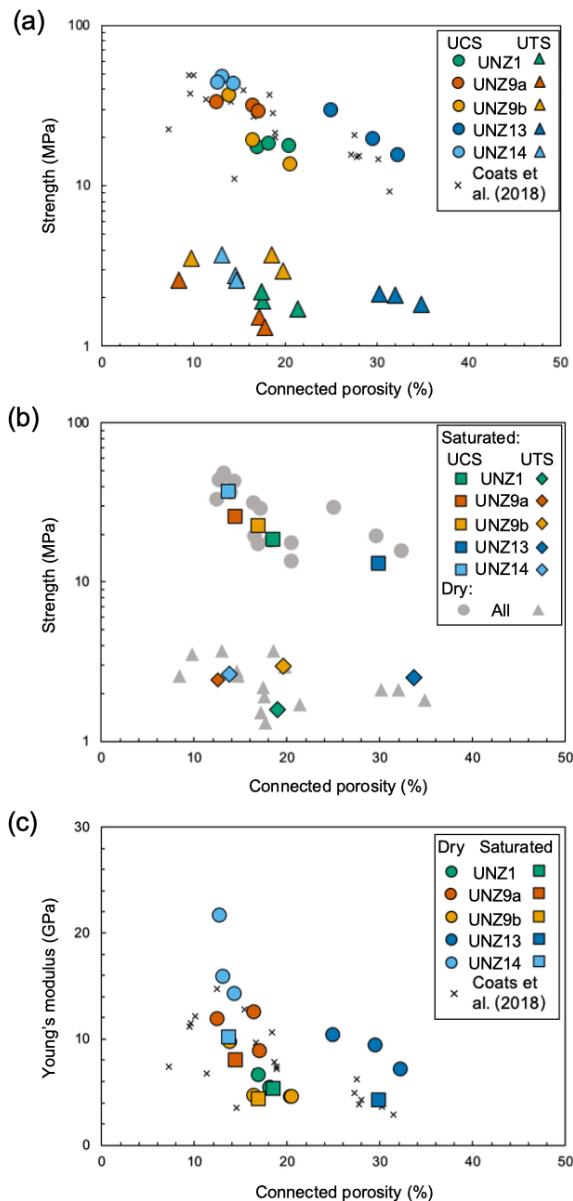 (a)
100
10
1
Strength (MPa)
UCS UTS
UNZ1
UNZ9a
UNZ9b
UNZ13
UNZ14
Coats et
al. (2018)
0 10 20 30 40 50
Connected porosity (%)
(b)
100
10
1
Strength (MPa)
Saturated:
UCS UTS
UNZ1
UNZ9a
UNZ9b
UNZ13
UNZ14
Dry:
All
0 10 20 30 40 50
Connected porosity (%)
(c)
30
20
10
0
Young's modulus (GPa)
Dry Saturated
UNZ1
UNZ9a
UNZ9b
UNZ13
UNZ14
Coats et
al. (2018)
0 10 20 30 40 50
Connected porosity (%)